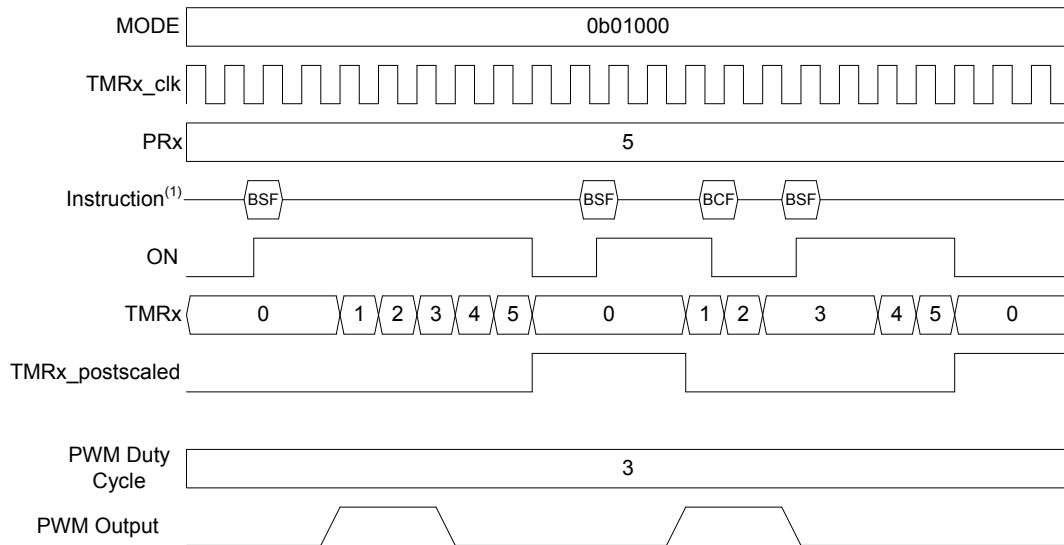 MODE
0b01000
TMRx_clk
PRx
5
Instruction(1)
BSF
BSF
BCF
BSF
ON
TMRx
0
1
2
3
4
5
0
1
2
3
4
5
0
TMRx_postscaled
PWM Duty
Cycle
3
PWM Output